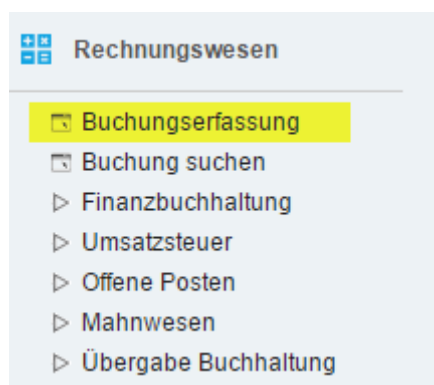 Rechnungswesen
Buchungserfassung
Buchung suchen
Finanzbuchhaltung
Umsatzsteuer
Offene Posten
Mahnwesen
Übergabe Buchhaltung